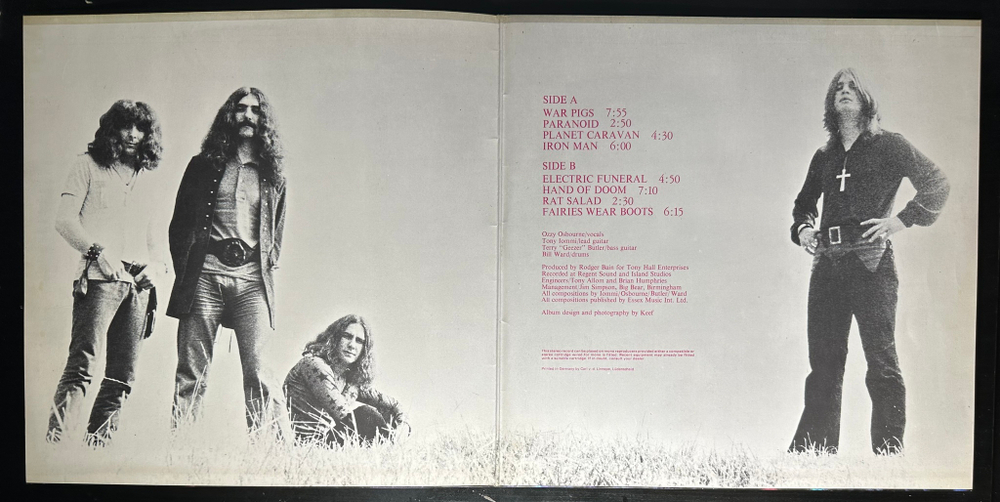 SIDE A
WAR PIGS 7:55
PARANOID 2:50
PLANET CARAVAN 4:30
IRON MAN 6:00
SIDE B
ELECTRIC FUNERAL 4:50
HAND OF DOOM 7:10
RAT SALAD 2:30
FAIRIES WEAR BOOTS 6:15
Ozzy Osbourne/vocals
Tony Iommi/lead guitar
Terry "Geezer" Butler/bass guitar
Bill Ward/drums
Produced by Rodger Bain for Tony Hall Enterprises
Recorded at Regent Sound and Island Studios
Engineers/Tony Allom and Brian Humphries
Management/Jim Simpson, Big Bear, Birmingham
All compositions by Iommi/Osbourne/Butler/Ward
All compositions published by Essex Music Int. Ltd.
Album design and photography by Keef
Printed in Germany by